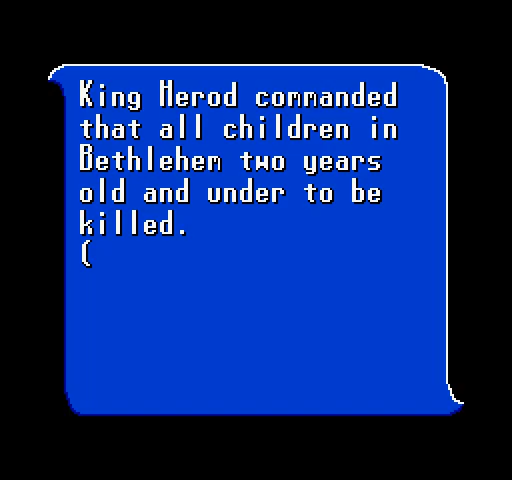 King Herod commanded
that all children in
Bethlehem two years
old and under to be
killed.
(